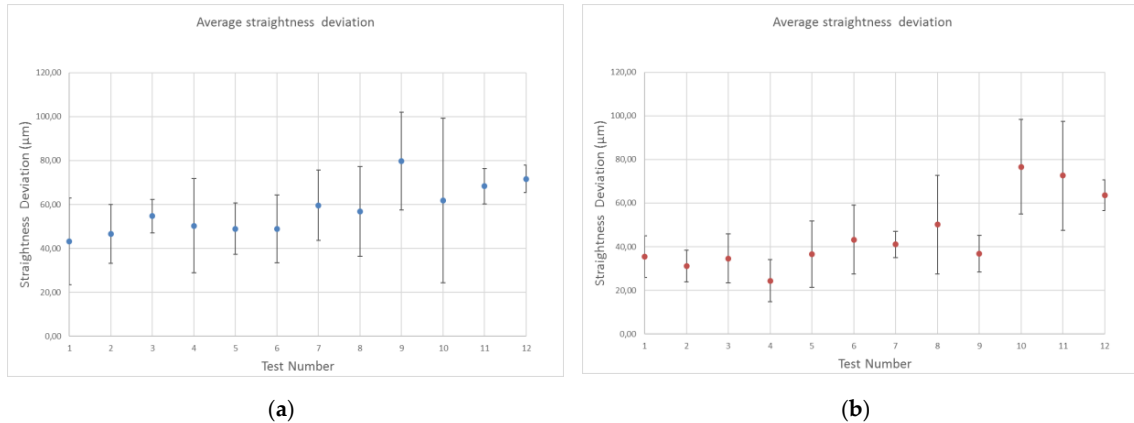 Average straightness deviation
120,00
100,00
80,00
60,00
40,00
20,00
0,00
Straightness Deviation (µm)
1 2 3 4 5 6 7 8 9 10 11 12
Test Number
(a)
Average straightness deviation
120,00
100,00
80,00
60,00
40,00
20,00
0,00
Straightness Deviation (µm)
1 2 3 4 5 6 7 8 9 10 11 12
Test Number
(b)